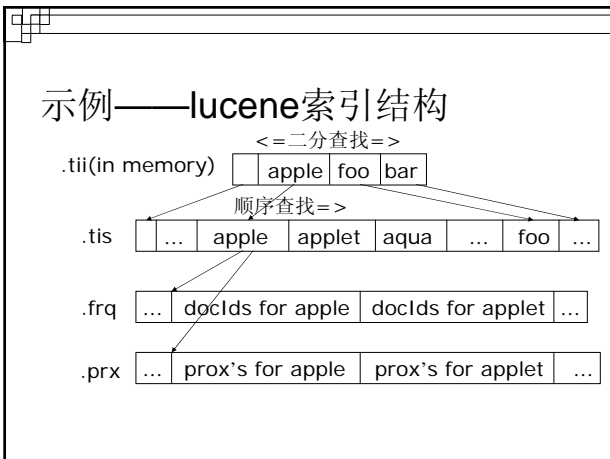 示例——lucene索引结构
<=二分查找=>
.tii(in memory) apple foo bar
顺序查找=>
.tis ... apple applet aqua ... foo ...
.frq ... docIds for apple docIds for applet ...
.prx ... prox's for apple prox's for applet ...